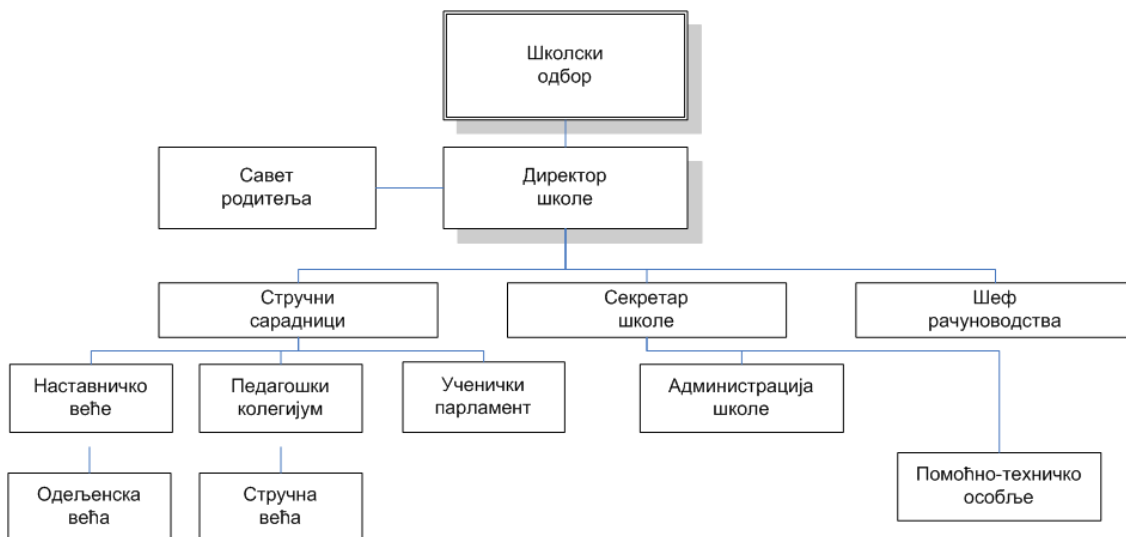 Школски
одбор
Савет
родитеља
Директор
школе
Стручни
сарадници
Секретар
школе
Шеф
рачуноводства
Наставничко
веће
Педагошки
колегијум
Ученички
парламент
Администрација
школе
Одељенска
већа
Стручна
већа
Помоћно-техничко
особље